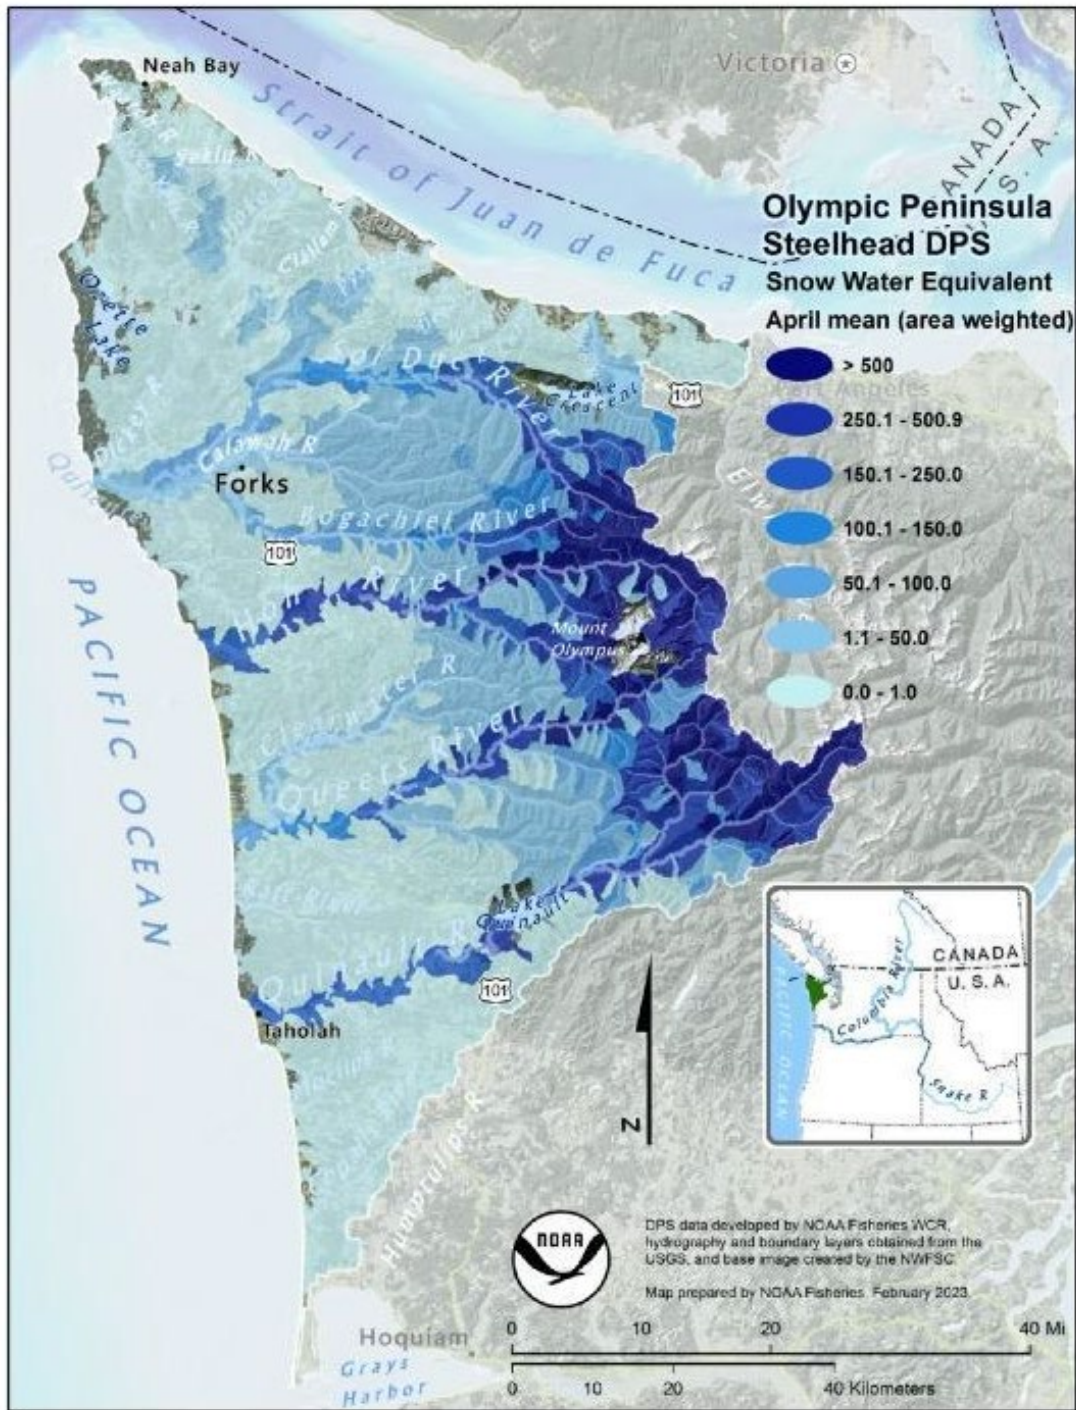 Neah Bay
Victoria
Strait of Juan de Fuca
CANADA
U. S. A.
Olympic Peninsula
Steelhead DPS
Snow Water Equivalent
April mean (area weighted)
> 500
250.1 - 500.9
150.1 - 250.0
100.1 - 150.0
50.1 - 100.0
1.1 - 50.0
0.0 - 1.0
Ozette
Lake
Sol Duc
River
Lake
Crescent
101
Calawah R
Forks
Bogachiel River
101
River
Mount
Olympus
Clearwater R
Queets River
PACIFIC OCEAN
Lake
Quinault
Quinault R
101
Taholah
Humptulips R
N
CANADA
U. S. A.
Columbia River
PACIFIC OCEAN
Snake R
NOAA
DPS data developed by NOAA Fisheries WCR,
hydrography and boundary layers obtained from the
USGS, and base image created by the NWFSC.
Map prepared by NOAA Fisheries, February 2023.
Hoquiam
Grays
Harbor
0 10 20 40 Mi
0 10 20 40 Kilometers